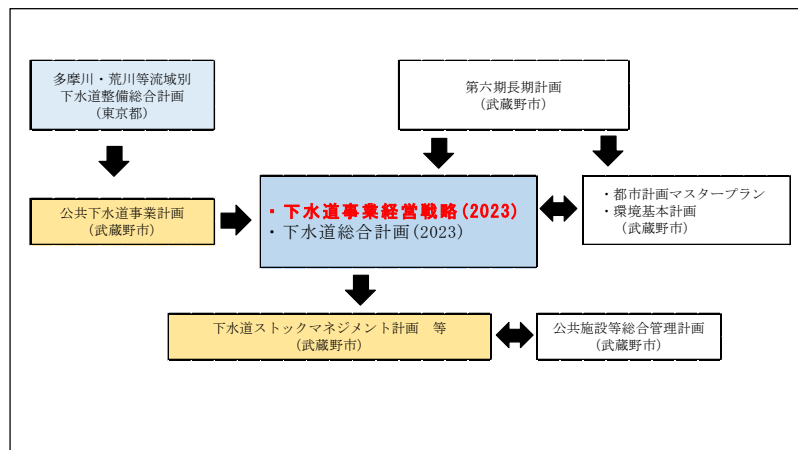 多摩川・荒川等流域別
下水道整備総合計画
(東京都)
第六期長期計画
(武蔵野市)
公共下水道事業計画
(武蔵野市)
・下水道事業経営戦略(2023)
・下水道総合計画(2023)
・都市計画マスタープラン
・環境基本計画
(武蔵野市)
下水道ストックマネジメント計画　等
(武蔵野市)
公共施設等総合管理計画
(武蔵野市)